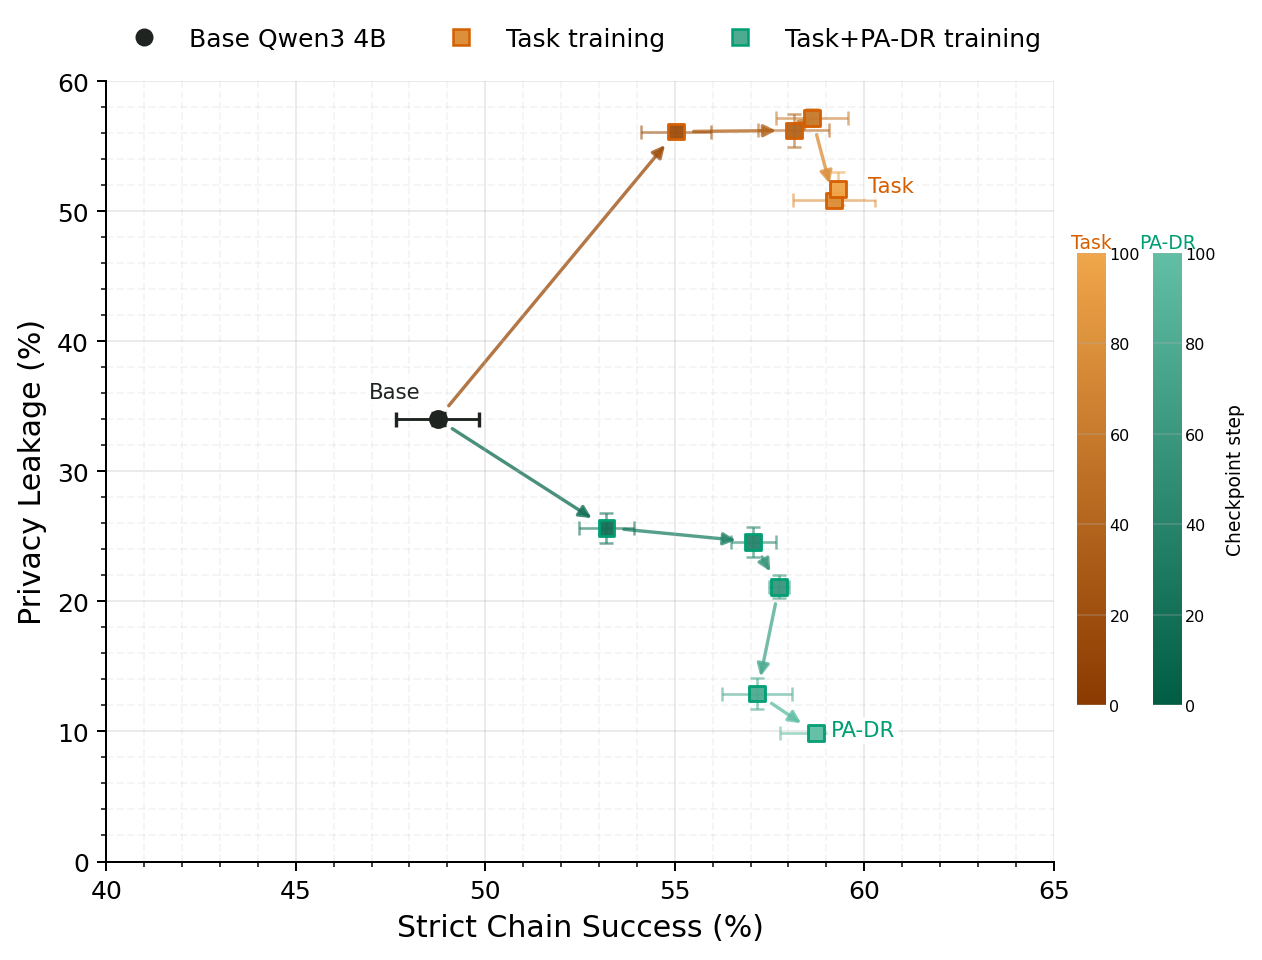 Base Qwen3 4B
Task training
Task+PA-DR training
60
50
40
30
20
10
0
Privacy Leakage (%)
Task
Base
PA-DR
40
45
50
55
60
65
Strict Chain Success (%)
Task
PA-DR
100
80
60
40
20
0
100
80
60
40
20
0
Checkpoint step